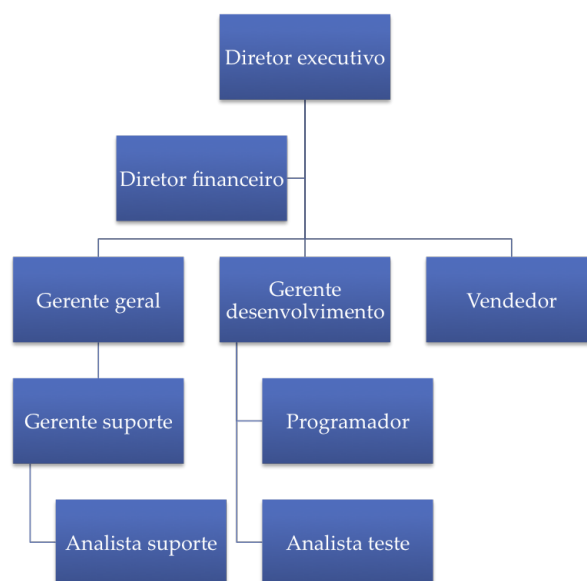 Diretor executivo
Diretor financeiro
Gerente geral
Gerente
desenvolvimento
Vendedor
Gerente suporte
Programador
Analista suporte
Analista teste